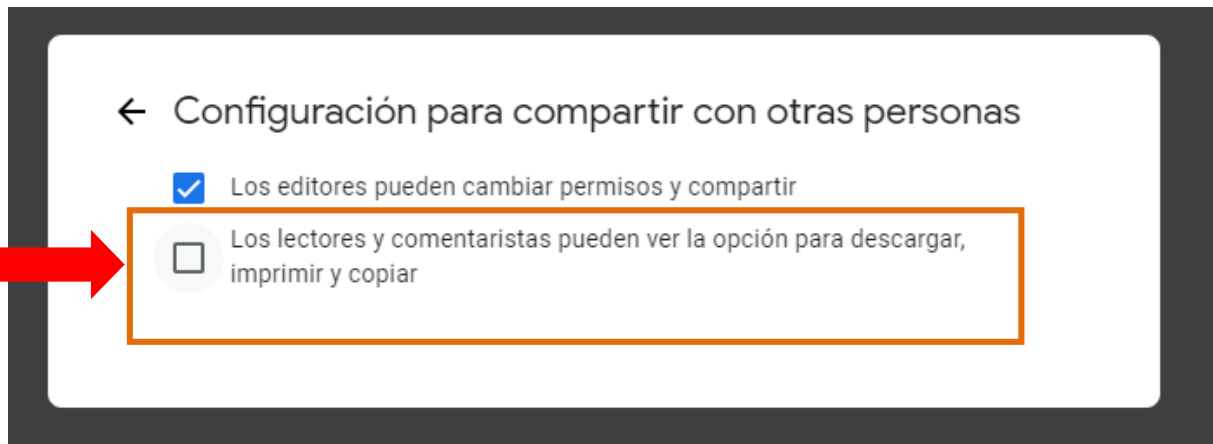 Configuración para compartir con otras personas
Los editores pueden cambiar permisos y compartir
Los lectores y comentaristas pueden ver la opción para descargar,
imprimir y copiar